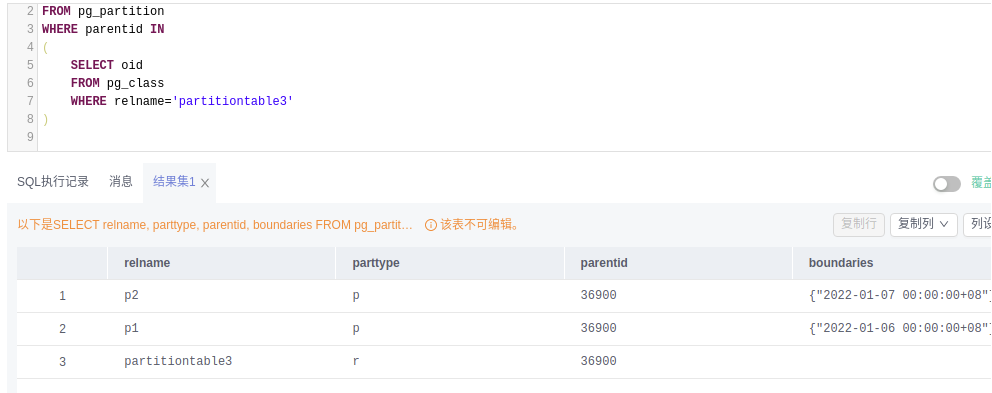 2 FROM pg_partition
3 WHERE parentid IN
4 (
5 SELECT oid
6 FROM pg_class
7 WHERE relname='partitiontable3'
8 )
9
SQL执行记录 消息 结果集1 X 覆盖
以下是SELECT relname, parttype, parentid, boundaries FROM pg_partit… 该表不可编辑。 复制行 复制列 列设
relname parttype parentid boundaries
1 p2 p 36900 {"2022-01-07 00:00:00+08"}
2 p1 p 36900 {"2022-01-06 00:00:00+08"}
3 partitiontable3 r 36900